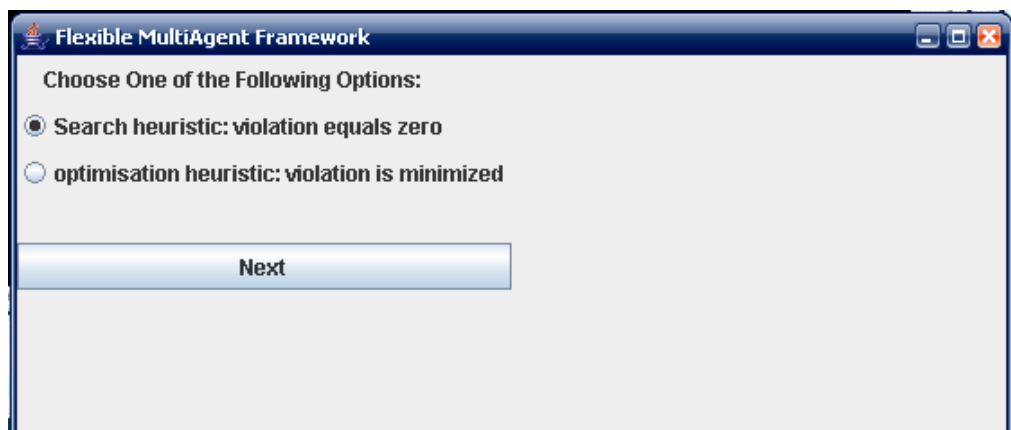 Flexible MultiAgent Framework
Choose One of the Following Options:
Search heuristic: violation equals zero
optimisation heuristic: violation is minimized
Next